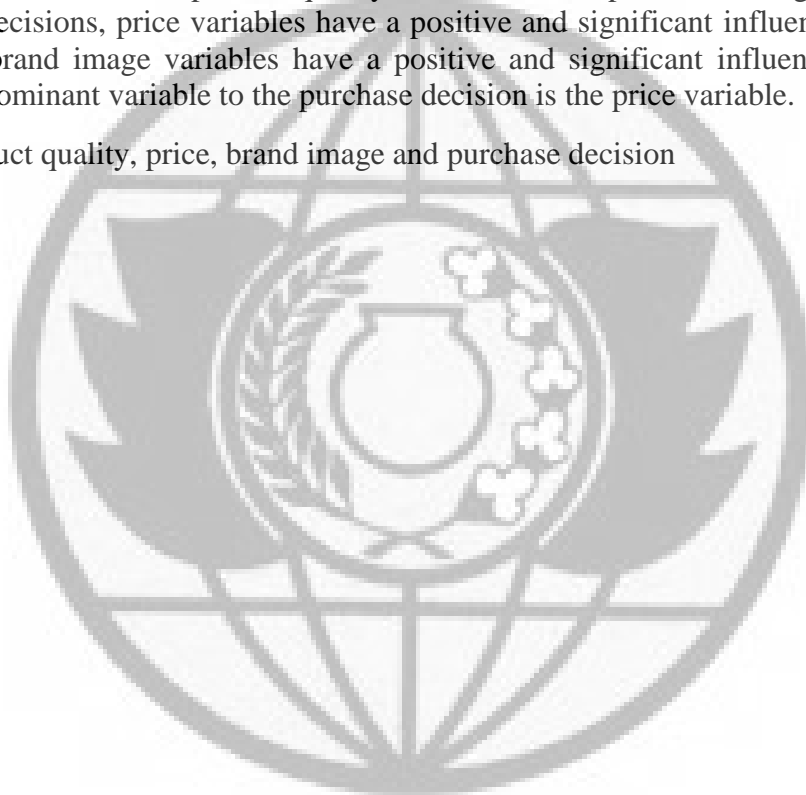 ecisions, price variables have a positive and significant influen
brand image variables have a positive and significant influen
ominant variable to the purchase decision is the price variable.
uct quality, price, brand image and purchase decision